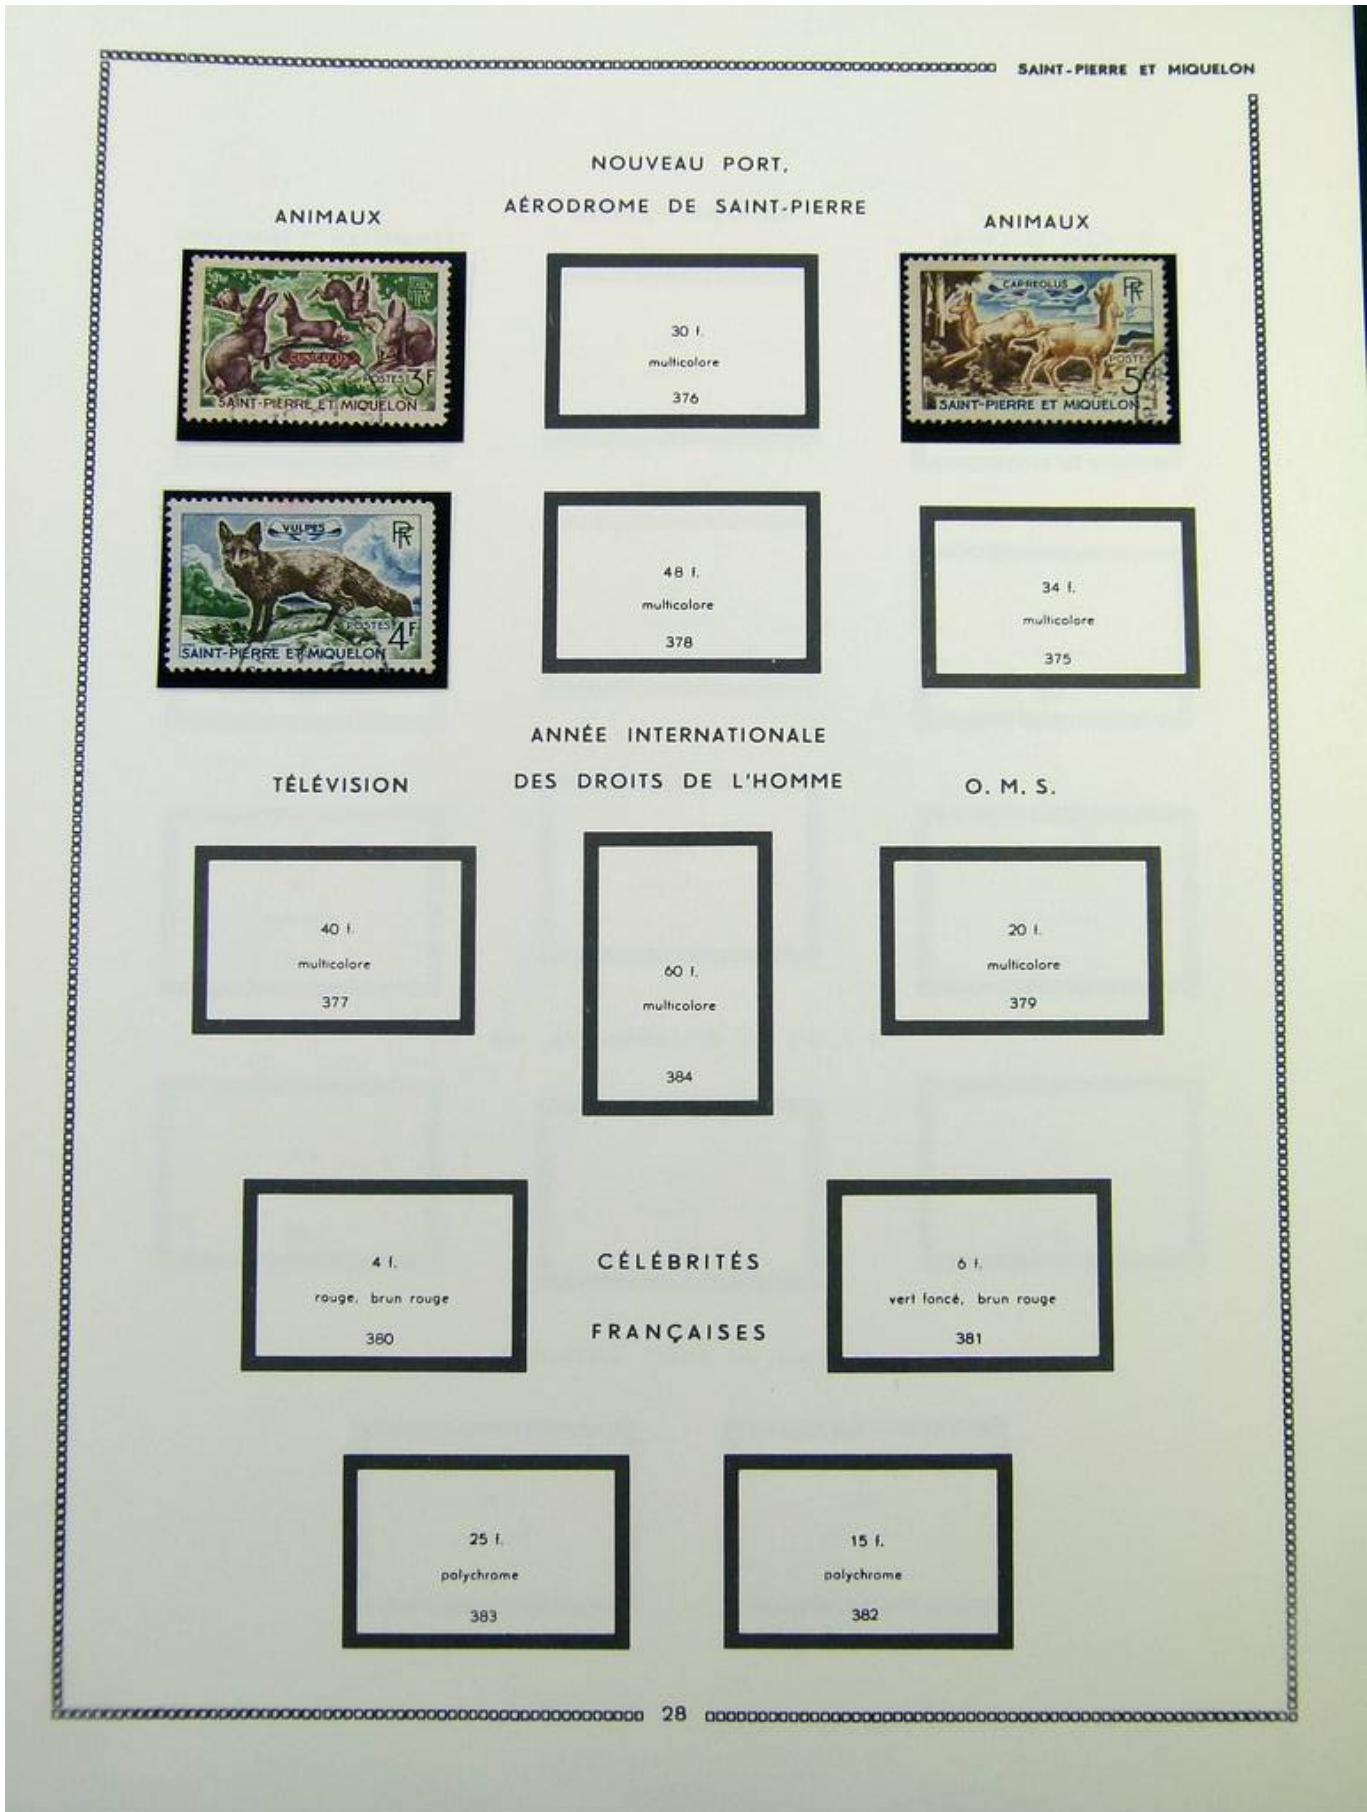 SAINT-PIERRE ET MIQUELON
NOUVEAU PORT,
AÉRODROME DE SAINT-PIERRE
ANIMAUX
ANIMAUX
CUNICULUS
POSTES 3F
SAINT-PIERRE ET MIQUELON
30 f.
multicolore
376
CAPREOLUS
RF
POSTES
5F
SAINT-PIERRE ET MIQUELON
VULPES
RF
POSTES 4F
SAINT-PIERRE ET MIQUELON
48 f.
multicolore
378
34 f.
multicolore
375
TÉLÉVISION
ANNÉE INTERNATIONALE
DES DROITS DE L'HOMME
O. M. S.
40 f.
multicolore
377
60 f.
multicolore
384
20 f.
multicolore
379
4 f.
rouge, brun rouge
380
CÉLÉBRITÉS
FRANÇAISES
6 f.
vert foncé, brun rouge
381
25 f.
polychrome
383
15 f.
polychrome
382
28